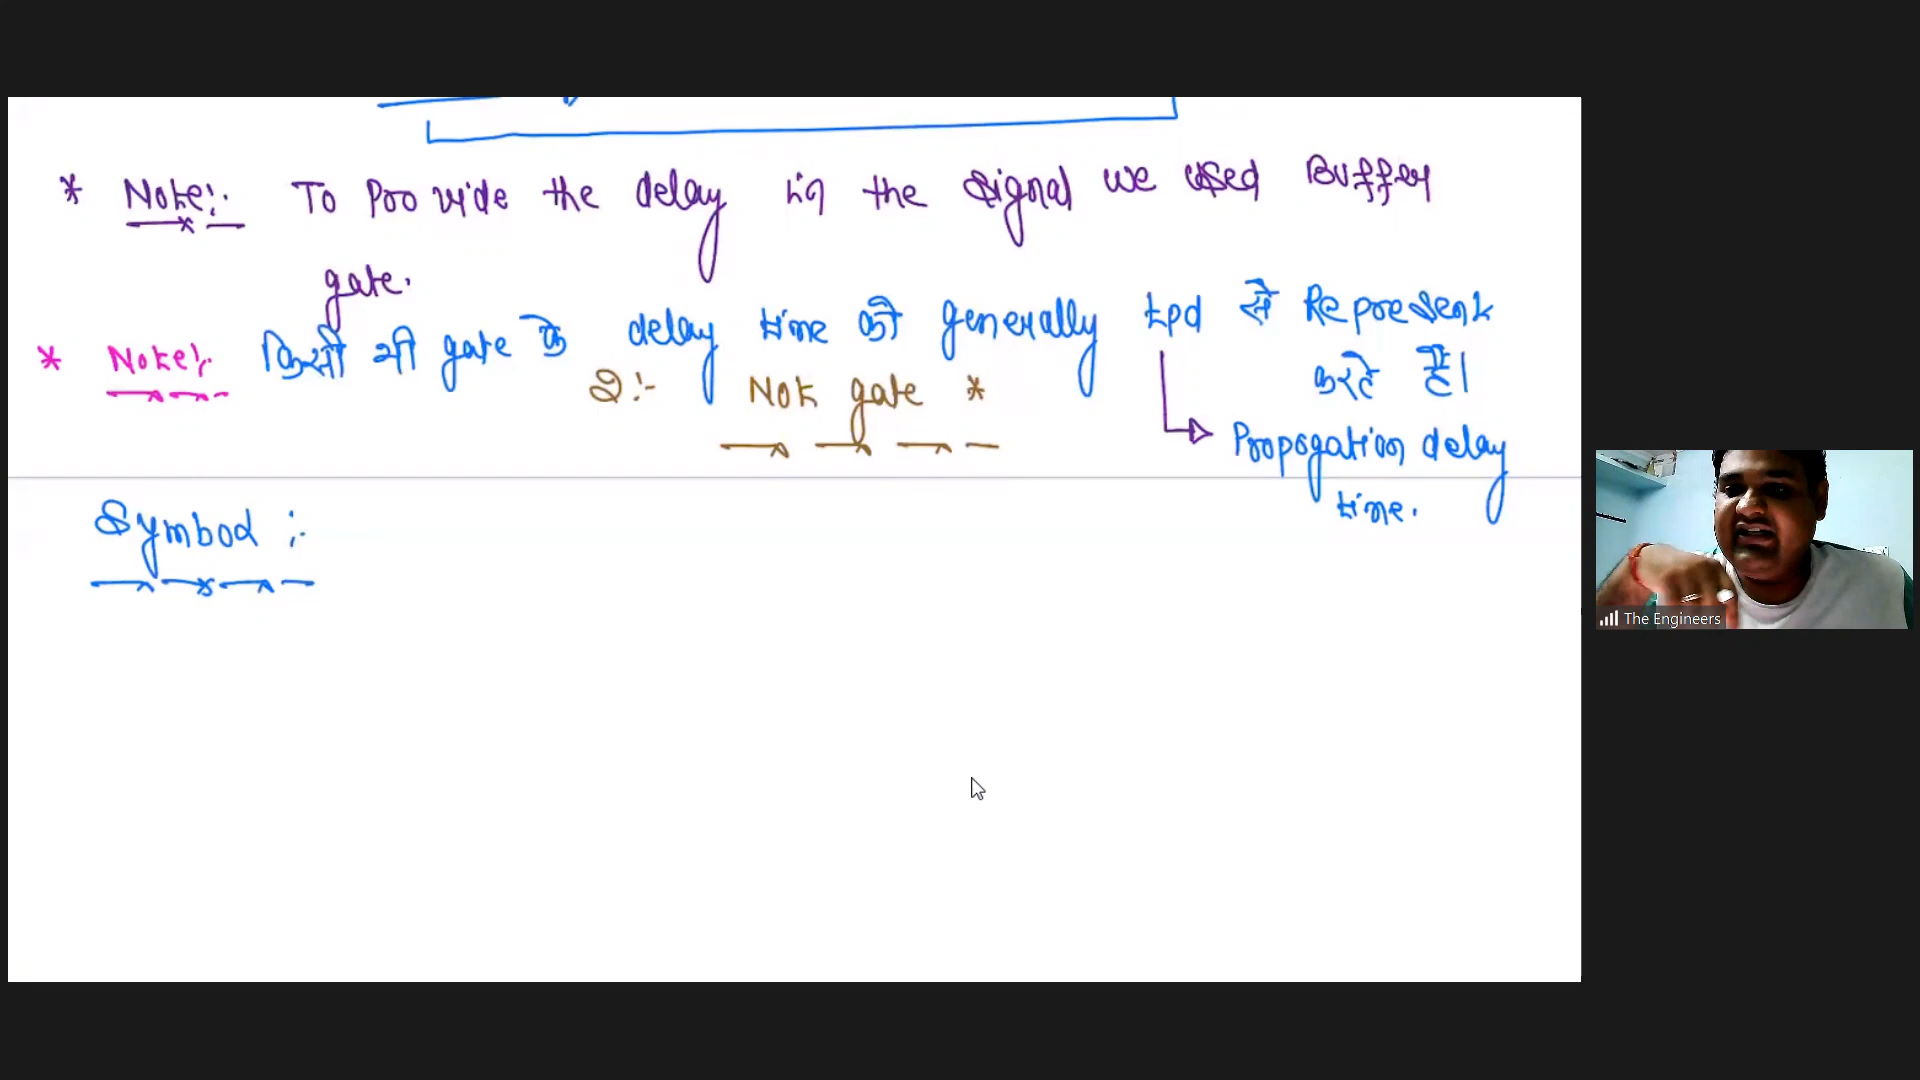 * Note:- To Provide the delay in the signal we used Buffer
gate.
* Note:- किसी भी gate के delay time को generally tpd से Represent
करते हैं।
2:- Not gate *
Propogation delay
time.
Symbol :-
The Engineers